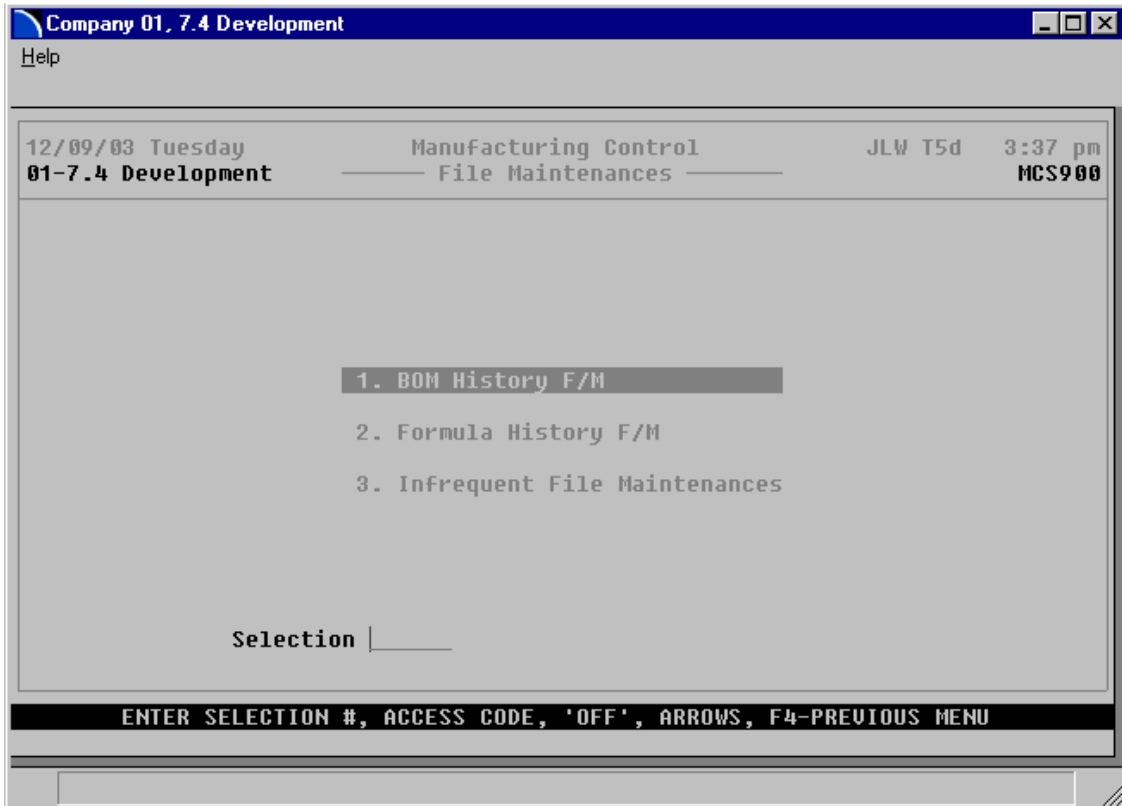 Company 01, 7.4 Development
Help
12/09/03 Tuesday Manufacturing Control JLW T5d 3:37 pm
01-7.4 Development File Maintenances MCS900
1. BOM History F/M
2. Formula History F/M
3. Infrequent File Maintenances
Selection
ENTER SELECTION #, ACCESS CODE, 'OFF', ARROWS, F4-PREVIOUS MENU